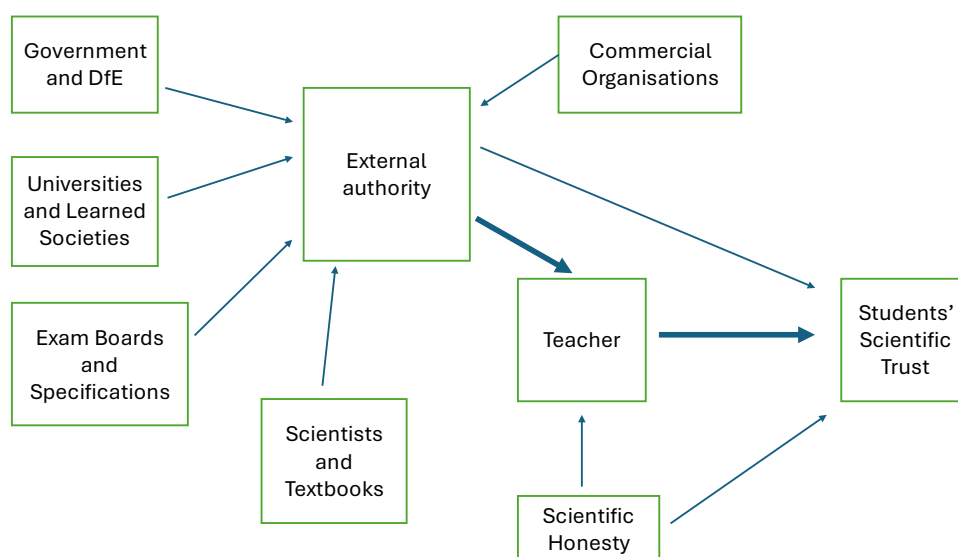 Government
and DfE
Commercial
Organisations
External
authority
Universities
and Learned
Societies
Exam Boards
and
Specifications
Teacher
Students’
Scientific
Trust
Scientists
and
Textbooks
Scientific
Honesty